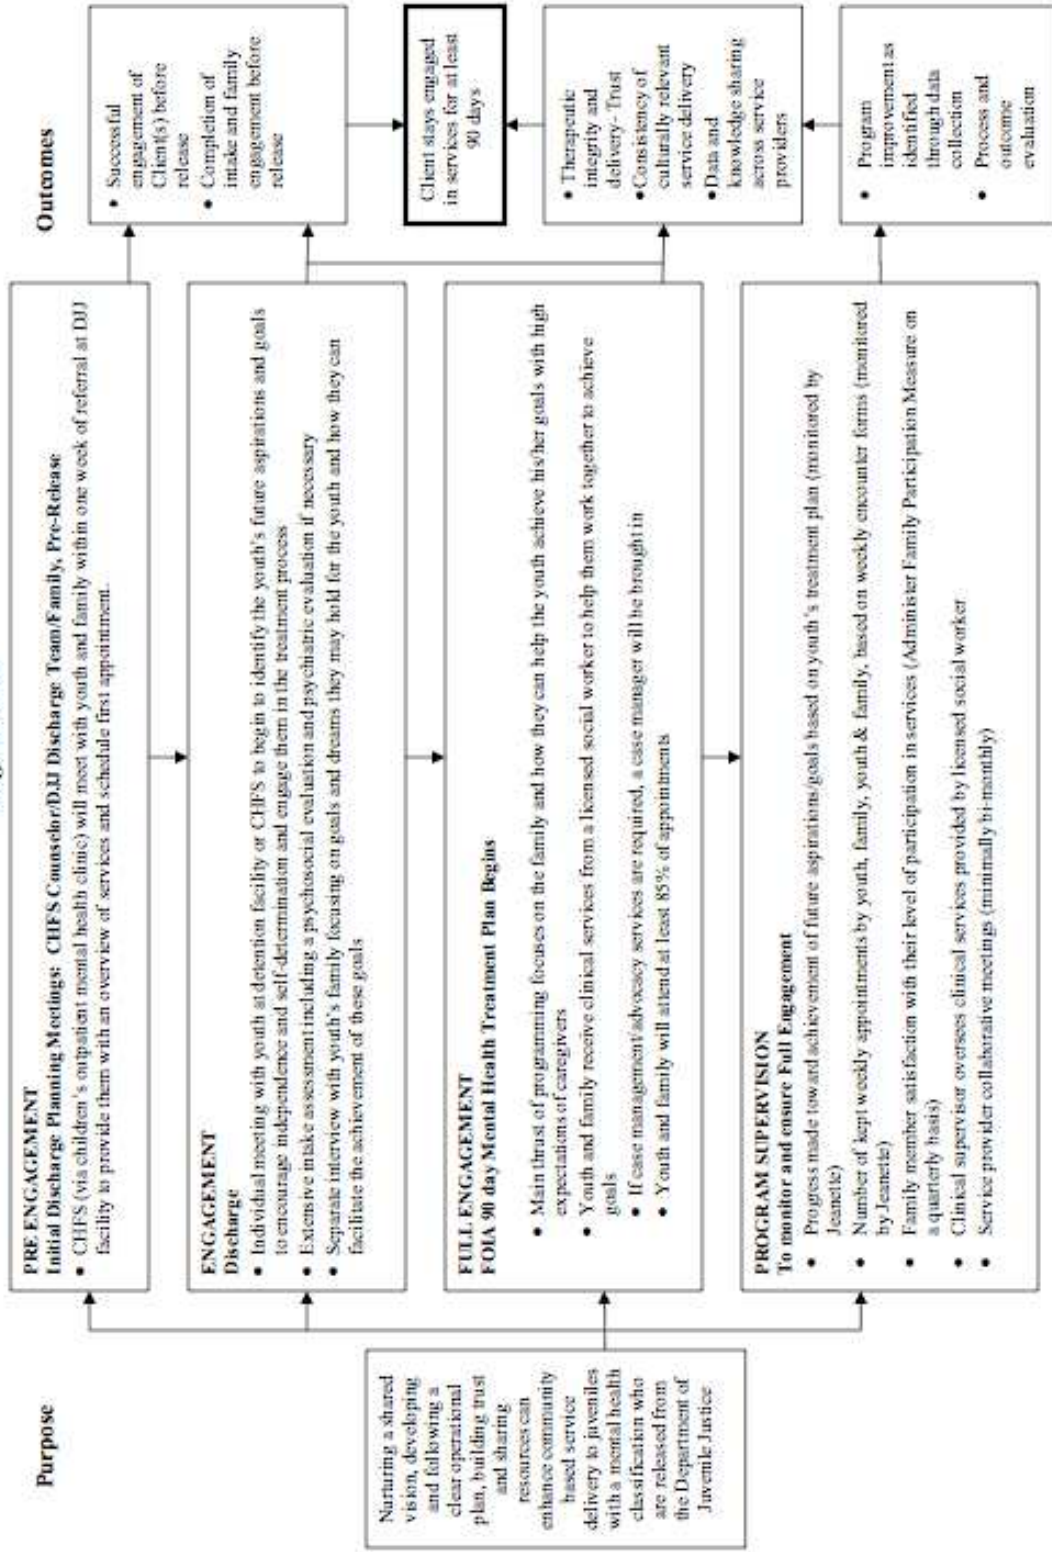 Purpose
Nurturing a shared
vision, developing
and following a
clear operational
plan, building trust
and sharing
resources can
enhance community
based service
delivery to juveniles
with a mental health
classification who
are released from
the Department of
Juvenile Justice
PRE ENGAGEMENT
Initial Discharge Planning Meetings: CHFS Counselor/DJJ Discharge Team/Family, Pre-Release
• CHFS (via children's outpatient mental health clinic) will meet with youth and family within one week of referral at DJJ
facility to provide them with an overview of services and schedule first appointment.
ENGAGEMENT
Discharge
• Individual meeting with youth at detention facility or CHFS to begin to identify the youth's future aspirations and goals
to encourage independence and self-determination and engage them in the treatment process
• Extensive intake assessment including a psychosocial evaluation and psychiatric evaluation if necessary
• Separate interview with youth's family focusing on goals and dreams they may hold for the youth and how they can
facilitate the achievement of these goals
FULL ENGAGEMENT
FOIA 90 day Mental Health Treatment Plan Begins
• Main thrust of programing focuses on the family and how they can help the youth achieve his/her goals with high
expectations of caregivers
• Youth and family receive clinical services from a licensed social worker to help them work together to achieve
goals
• If case management/advocacy services are required, a case manager will be brought in
• Youth and family will attend at least 85% of appointments
PROGRAM SUPERVISION
To monitor and ensure Full Engagement
• Progress made toward achievement of future aspirations/goals based on youth's treatment plan (monitored by
Jeanette)
• Number of kept weekly appointments by youth, family, youth & family, based on weekly encounter forms (monitored
by Jeanette)
• Family member satisfaction with their level of participation in services (Administer Family Participation Measure on
a quarterly basis)
• Clinical supervisor oversees clinical services provided by licensed social worker
• Service provider collaborative meetings (minimally bi-monthly)
Outcomes
• Successful
engagement of
Client(s) before
release
• Completion of
intake and family
engagement before
release
Client stays engaged
in services for at least
90 days
• Therapeutic
integrity and
delivery- Trust
•Consistency of
culturally relevant
service delivery
•Data and
knowledge sharing
across service
providers
• Program
improvement as
identified
through data
collection
• Process and
outcome
evaluation